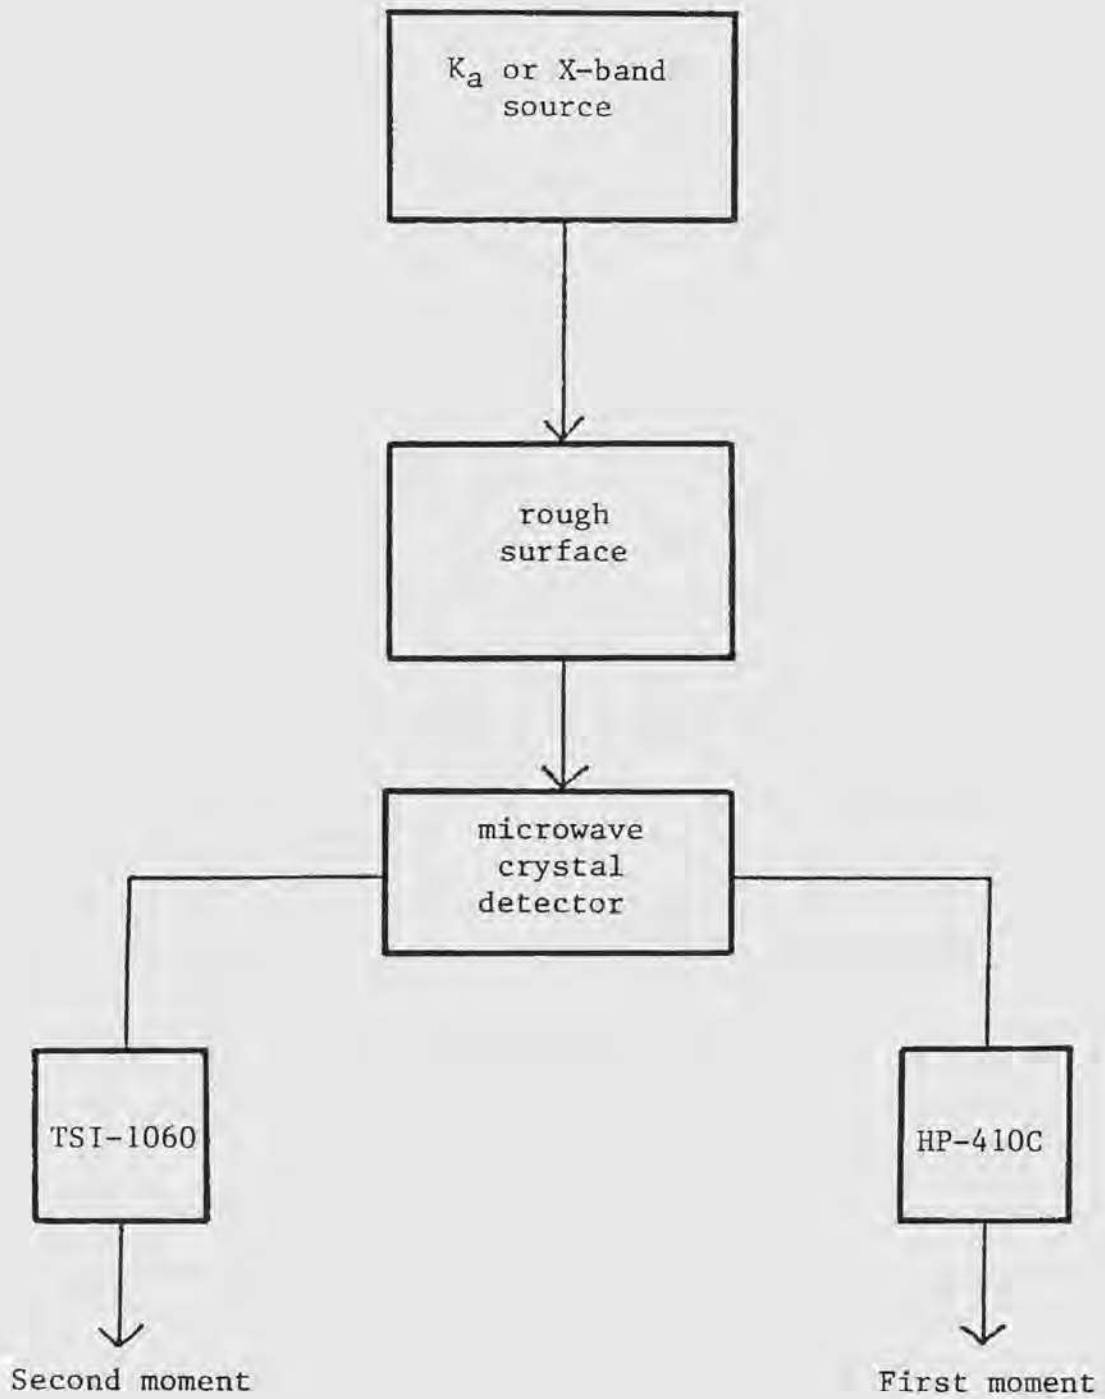 Ka or X-band
source
rough
surface
microwave
crystal
detector
TSI-1060
HP-410C
Second moment
First moment